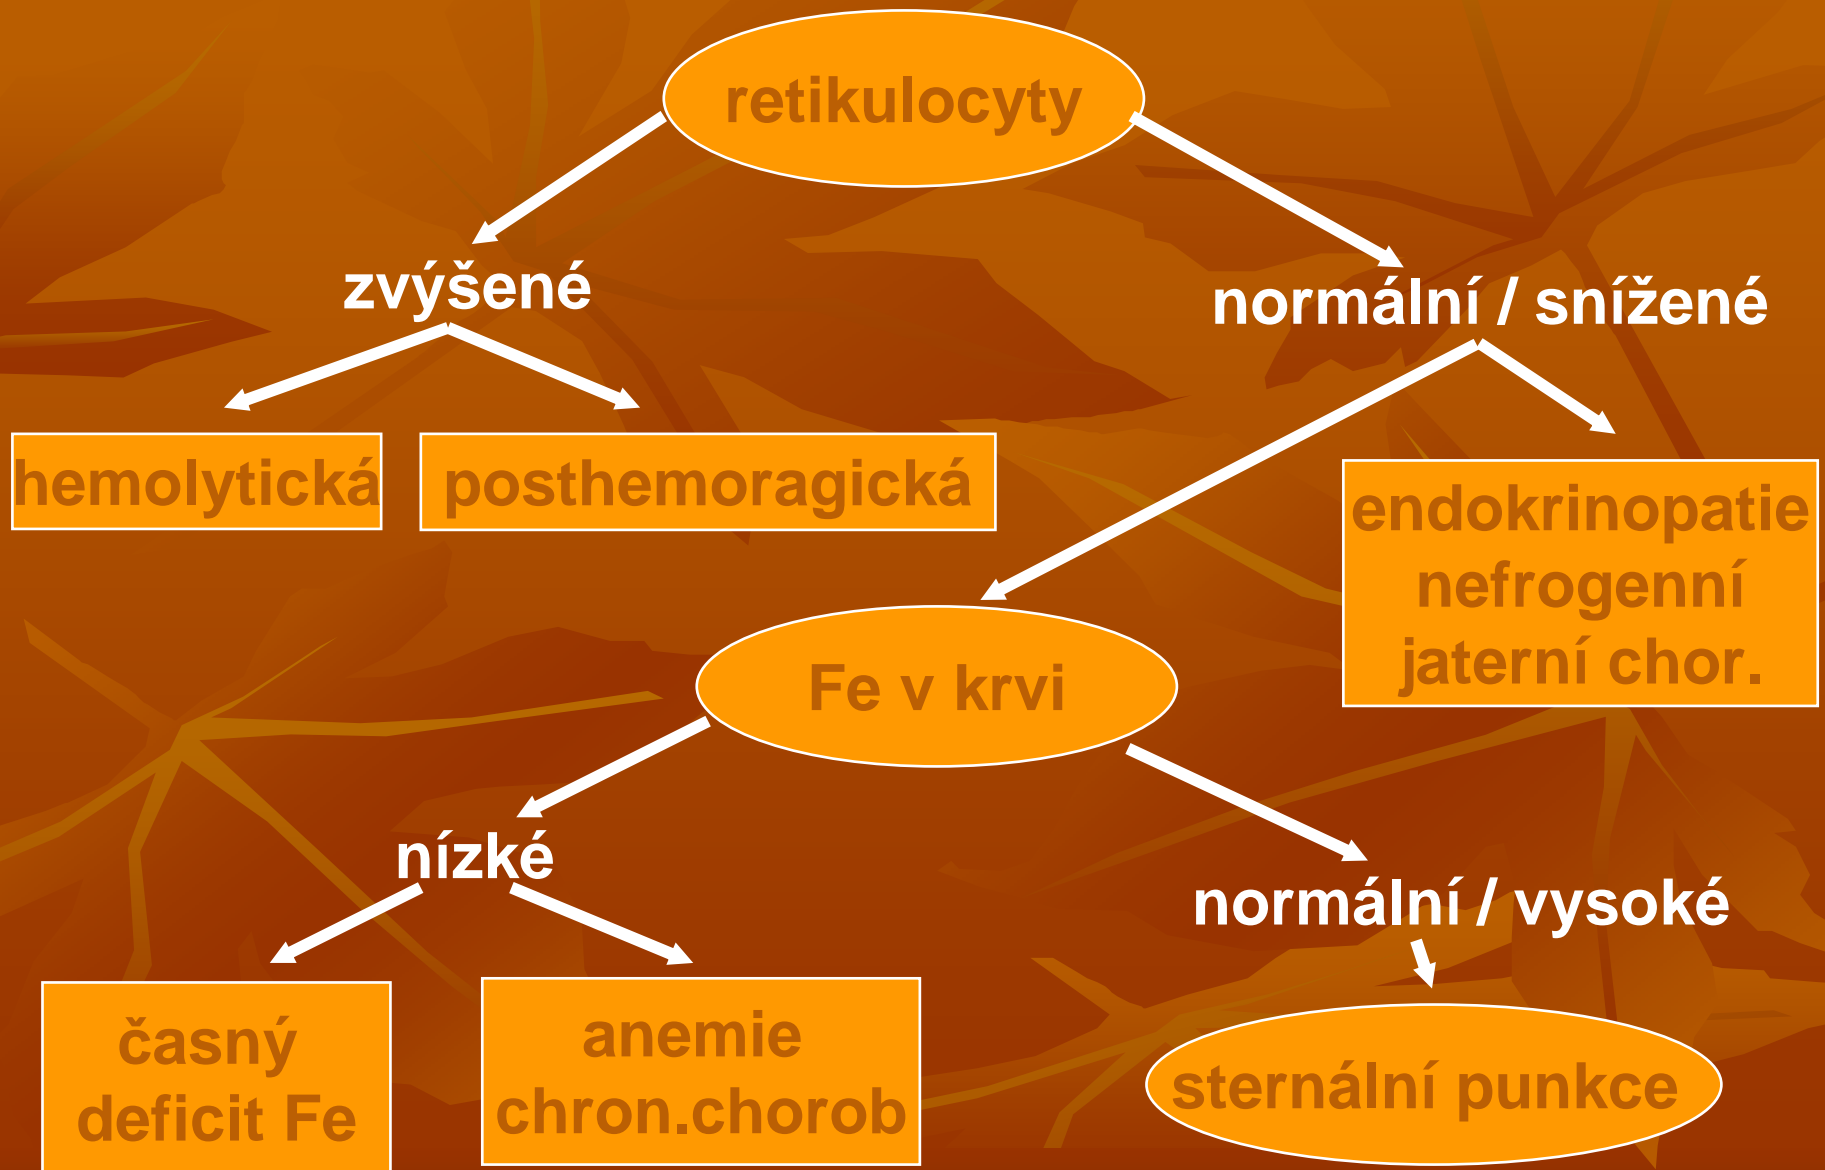 retikulocyty
zvýšené
normální / snížené
hemolytická
posthemoragická
endokrinopatie
nefrogenní
jaterní chor.
Fe v krvi
nízké
normální / vysoké
časný
deficit Fe
anemie
chron.chorob
sternální punkce